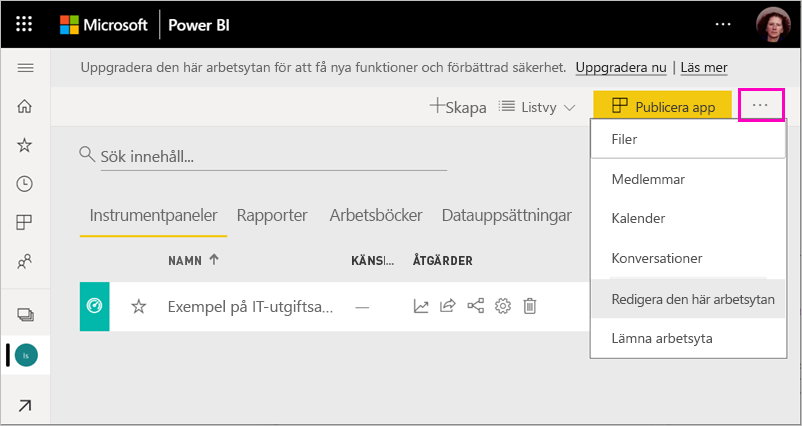 Microsoft Power BI ...
Uppgradera den här arbetsytan för att få nya funktioner och förbättrad säkerhet. Uppgradera nu | Läs mer
Skapa Listvy Publicera app ...
Sök innehåll...
Instrumentpaneler Rapporter Arbetsböcker Datauppsättningar
NAMN KÄNSI... ÅTGÄRDER
Exempel på IT-utgiftsa... —
Is
Filer
Medlemmar
Kalender
Konversationer
Redigera den här arbetsytan
Lämna arbetsyta